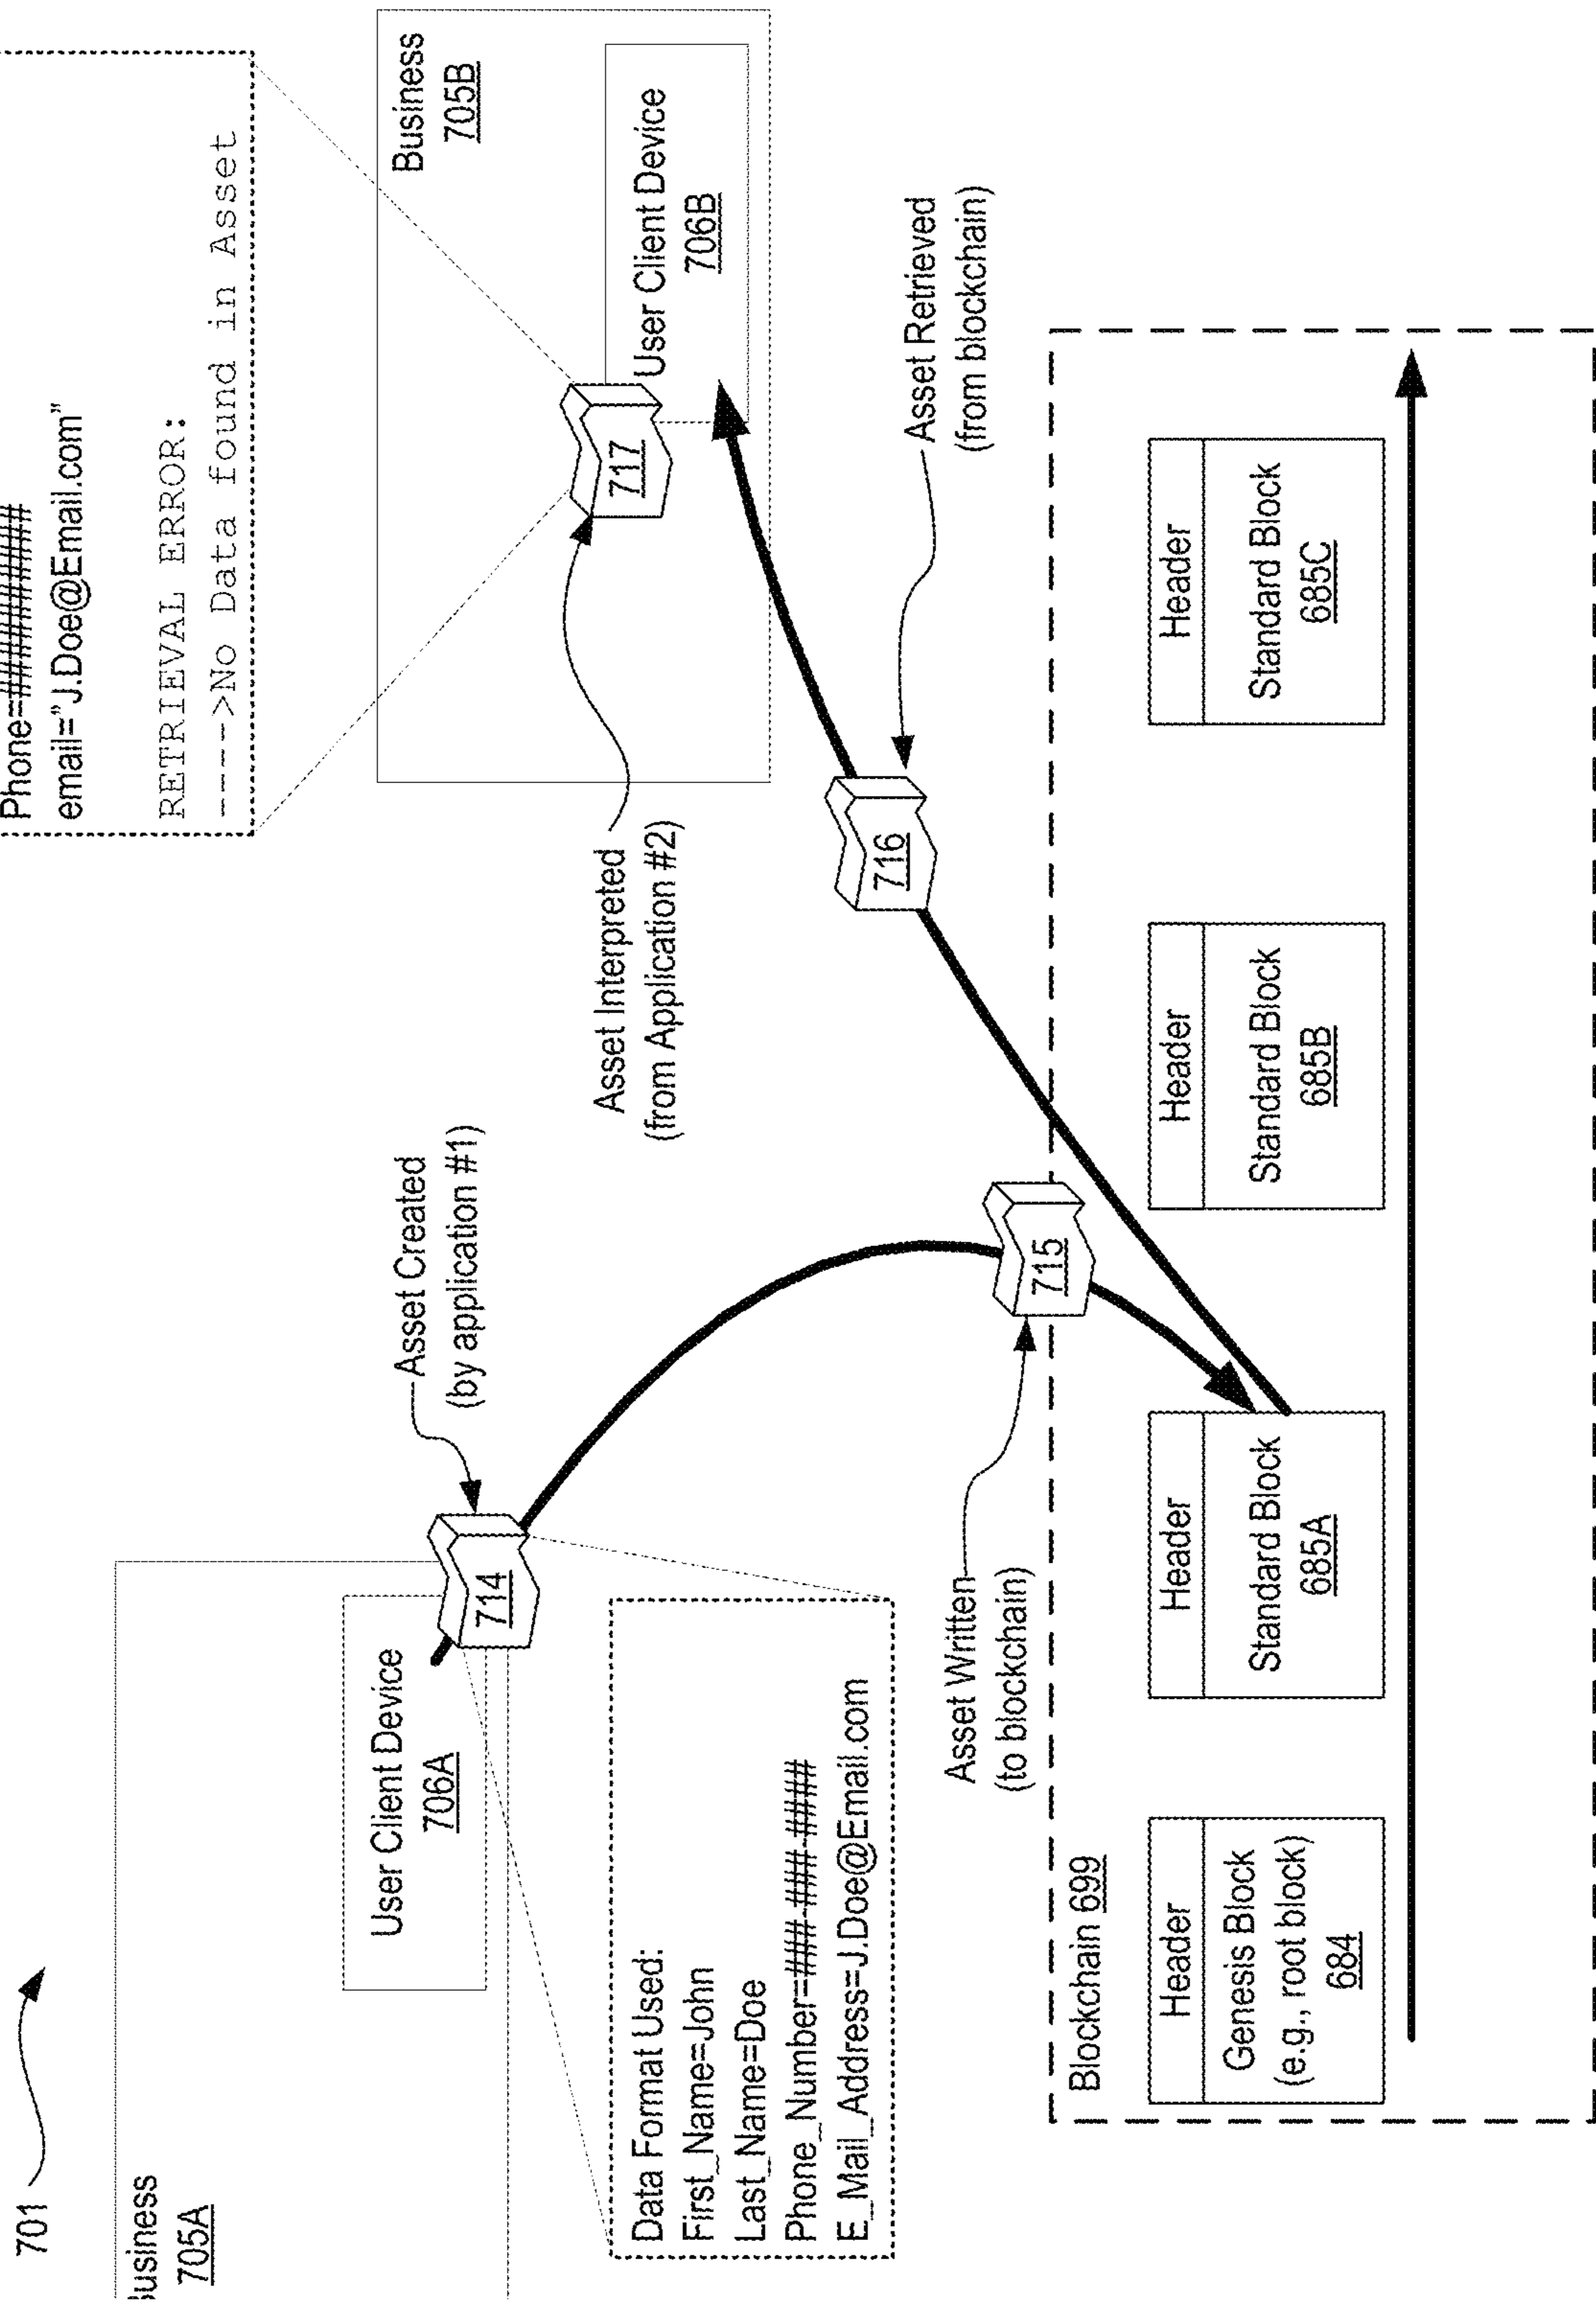 701
Business
705A
User Client Device
706A
714
Asset Created
(by application #1)
Data Format Used:
First_Name=John
Last_Name=Doe
Phone_Number=###-###-####
E_Mail_Address=J.Doe@Email.com
Phone=##########
email="J.Doe@Email.com"
RETRIEVAL ERROR:
---->No Data found in Asset
Business
705B
User Client Device
706B
717
Asset Interpreted
(from Application #2)
716
Asset Retrieved
(from blockchain)
715
Asset Written
(to blockchain)
Blockchain 699
Header
Genesis Block
(e.g., root block)
684
Header
Standard Block
685A
Header
Standard Block
685B
Header
Standard Block
685C